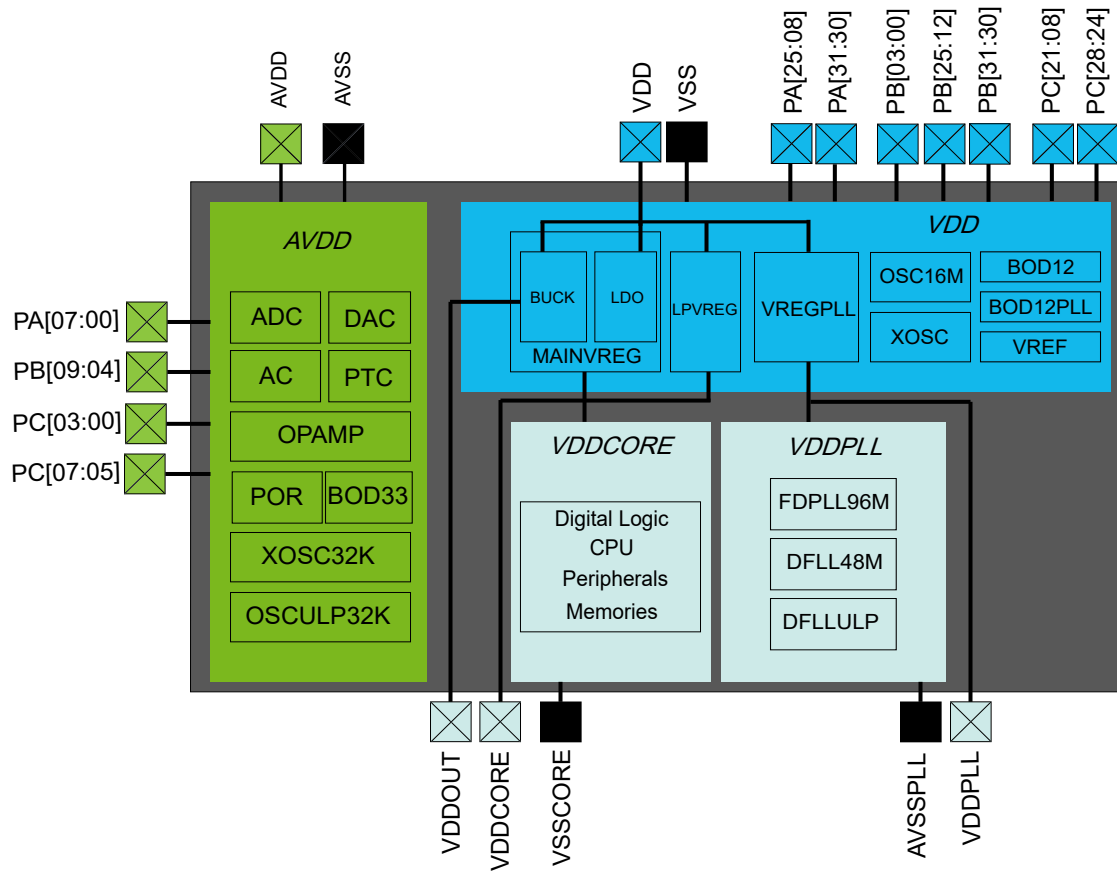 AVDD
AVSS
VDD
VSS
PA[25:08]
PA[31:30]
PB[03:00]
PB[25:12]
PB[31:30]
PC[21:08]
PC[28:24]
PA[07:00]
PB[09:04]
PC[03:00]
PC[07:05]
AVDD
ADC
DAC
AC
PTC
OPAMP
POR
BOD33
XOSC32K
OSCULP32K
VDD
BUCK
LDO
MAINVREG
LPVREG
VREGPLL
OSC16M
XOSC
BOD12
BOD12PLL
VREF
VDDCORE
Digital Logic
CPU
Peripherals
Memories
VDDPLL
FDPLL96M
DFLL48M
DFLLULP
VDDOUT
VDDCORE
VSSCORE
AVSSPLL
VDDPLL